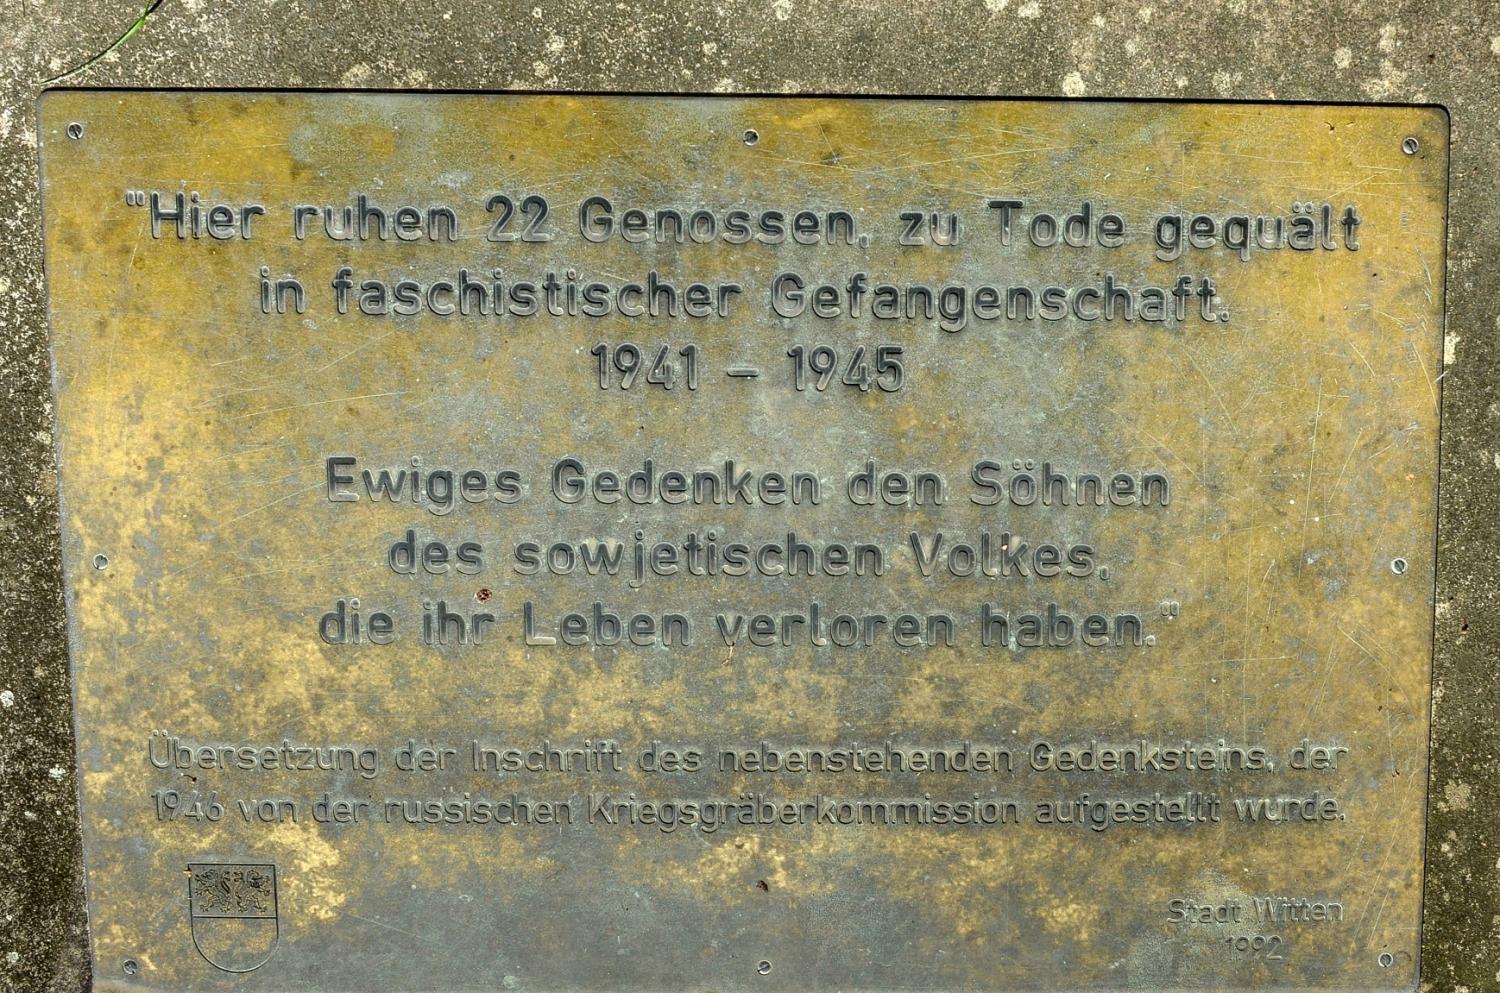 "Hier ruhen 22 Genossen, zu Tode gequält
in faschistischer Gefangenschaft.
1941 – 1945
Ewiges Gedenken den Söhnen
des sowjetischen Volkes,
die ihr Leben verloren haben."
Übersetzung der Inschrift des nebenstehenden Gedenksteins, der
1946 von der russischen Kriegsgräberkommission aufgestellt wurde.
Stadt Witten
1992